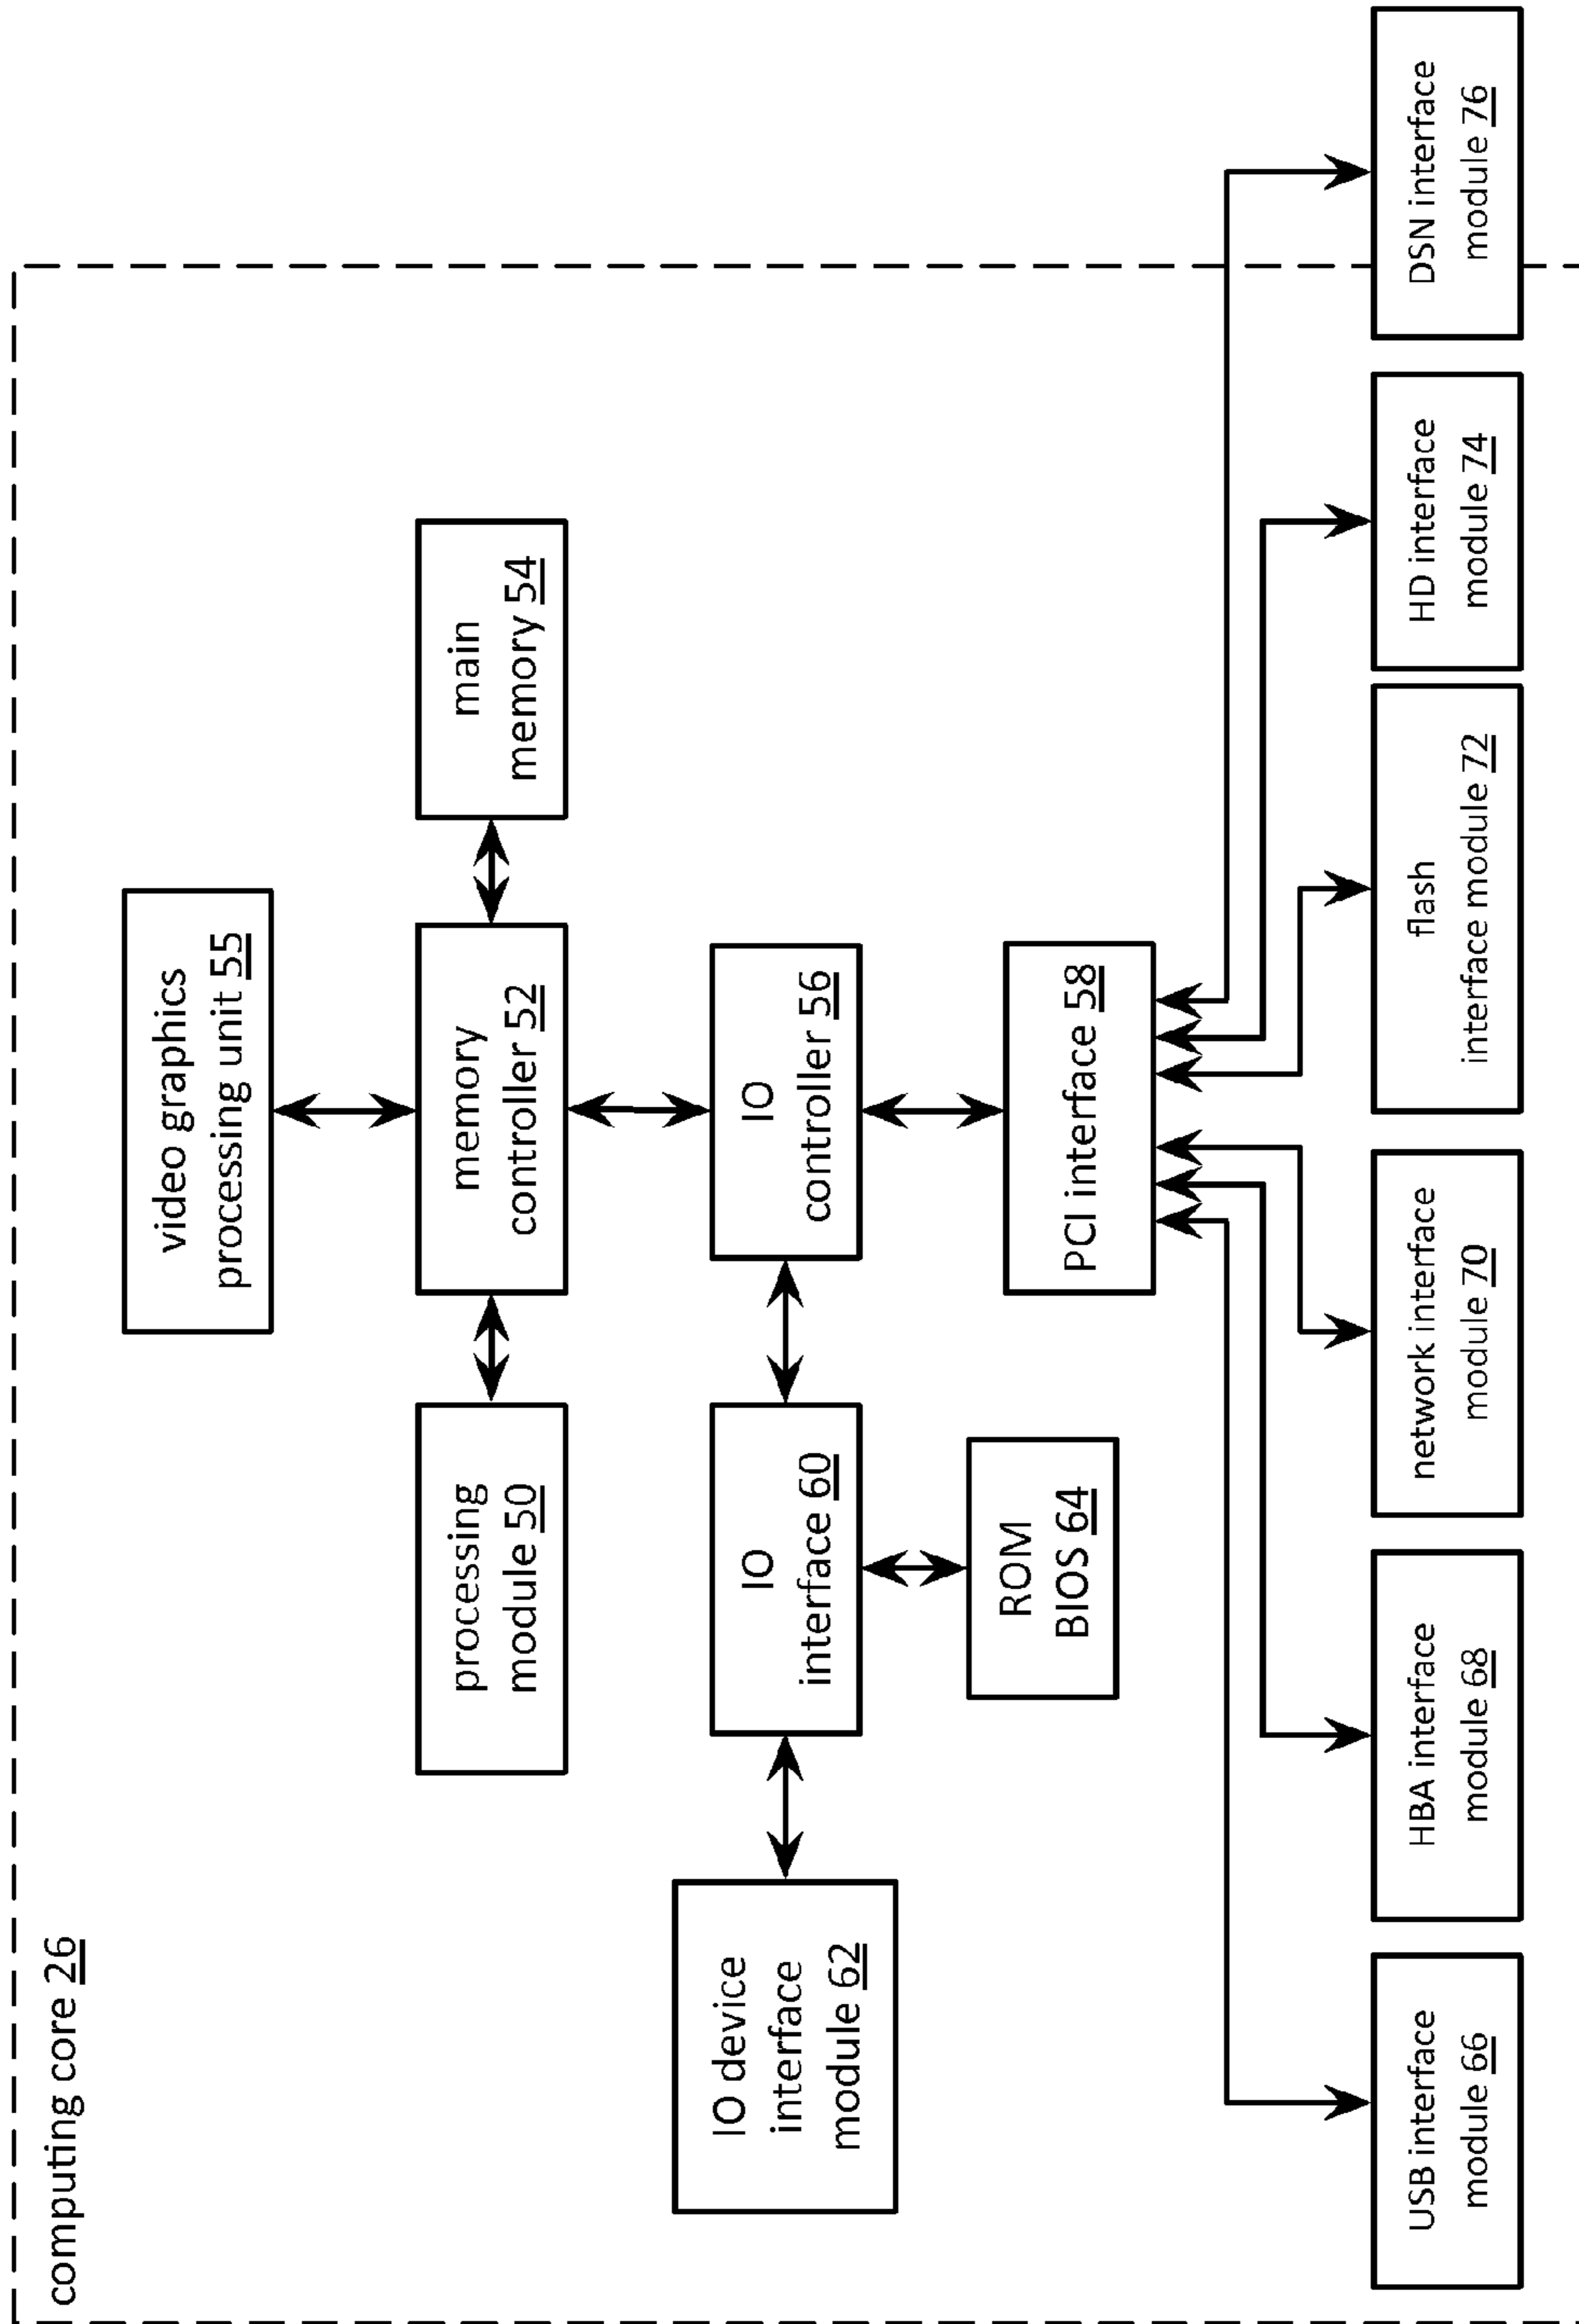 computing core 26
video graphics
processing unit 55
processing
module 50
memory
controller 52
main
memory 54
IO device
interface
module 62
IO
interface 60
IO
controller 56
ROM
BIOS 64
PCI interface 58
USB interface
module 66
HBA interface
module 68
network interface
module 70
flash
interface module 72
HD interface
module 74
DSN interface
module 76